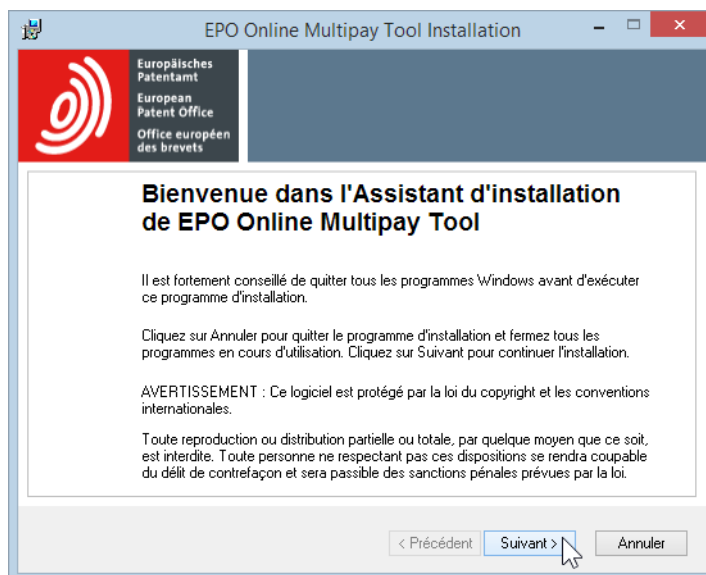 EPO Online Multipay Tool Installation
Europäisches
Patentamt
European
Patent Office
Office européen
des brevets
Bienvenue dans l'Assistant d'installation
de EPO Online Multipay Tool
Il est fortement conseillé de quitter tous les programmes Windows avant d'exécuter
ce programme d'installation.
Cliquez sur Annuler pour quitter le programme d'installation et fermez tous les
programmes en cours d'utilisation. Cliquez sur Suivant pour continuer l'installation.
AVERTISSEMENT : Ce logiciel est protégé par la loi du copyright et les conventions
internationales.
Toute reproduction ou distribution partielle ou totale, par quelque moyen que ce soit,
est interdite. Toute personne ne respectant pas ces dispositions se rendra coupable
du délit de contrefaçon et sera passible des sanctions pénales prévues par la loi.
< Précédent Suivant > Annuler